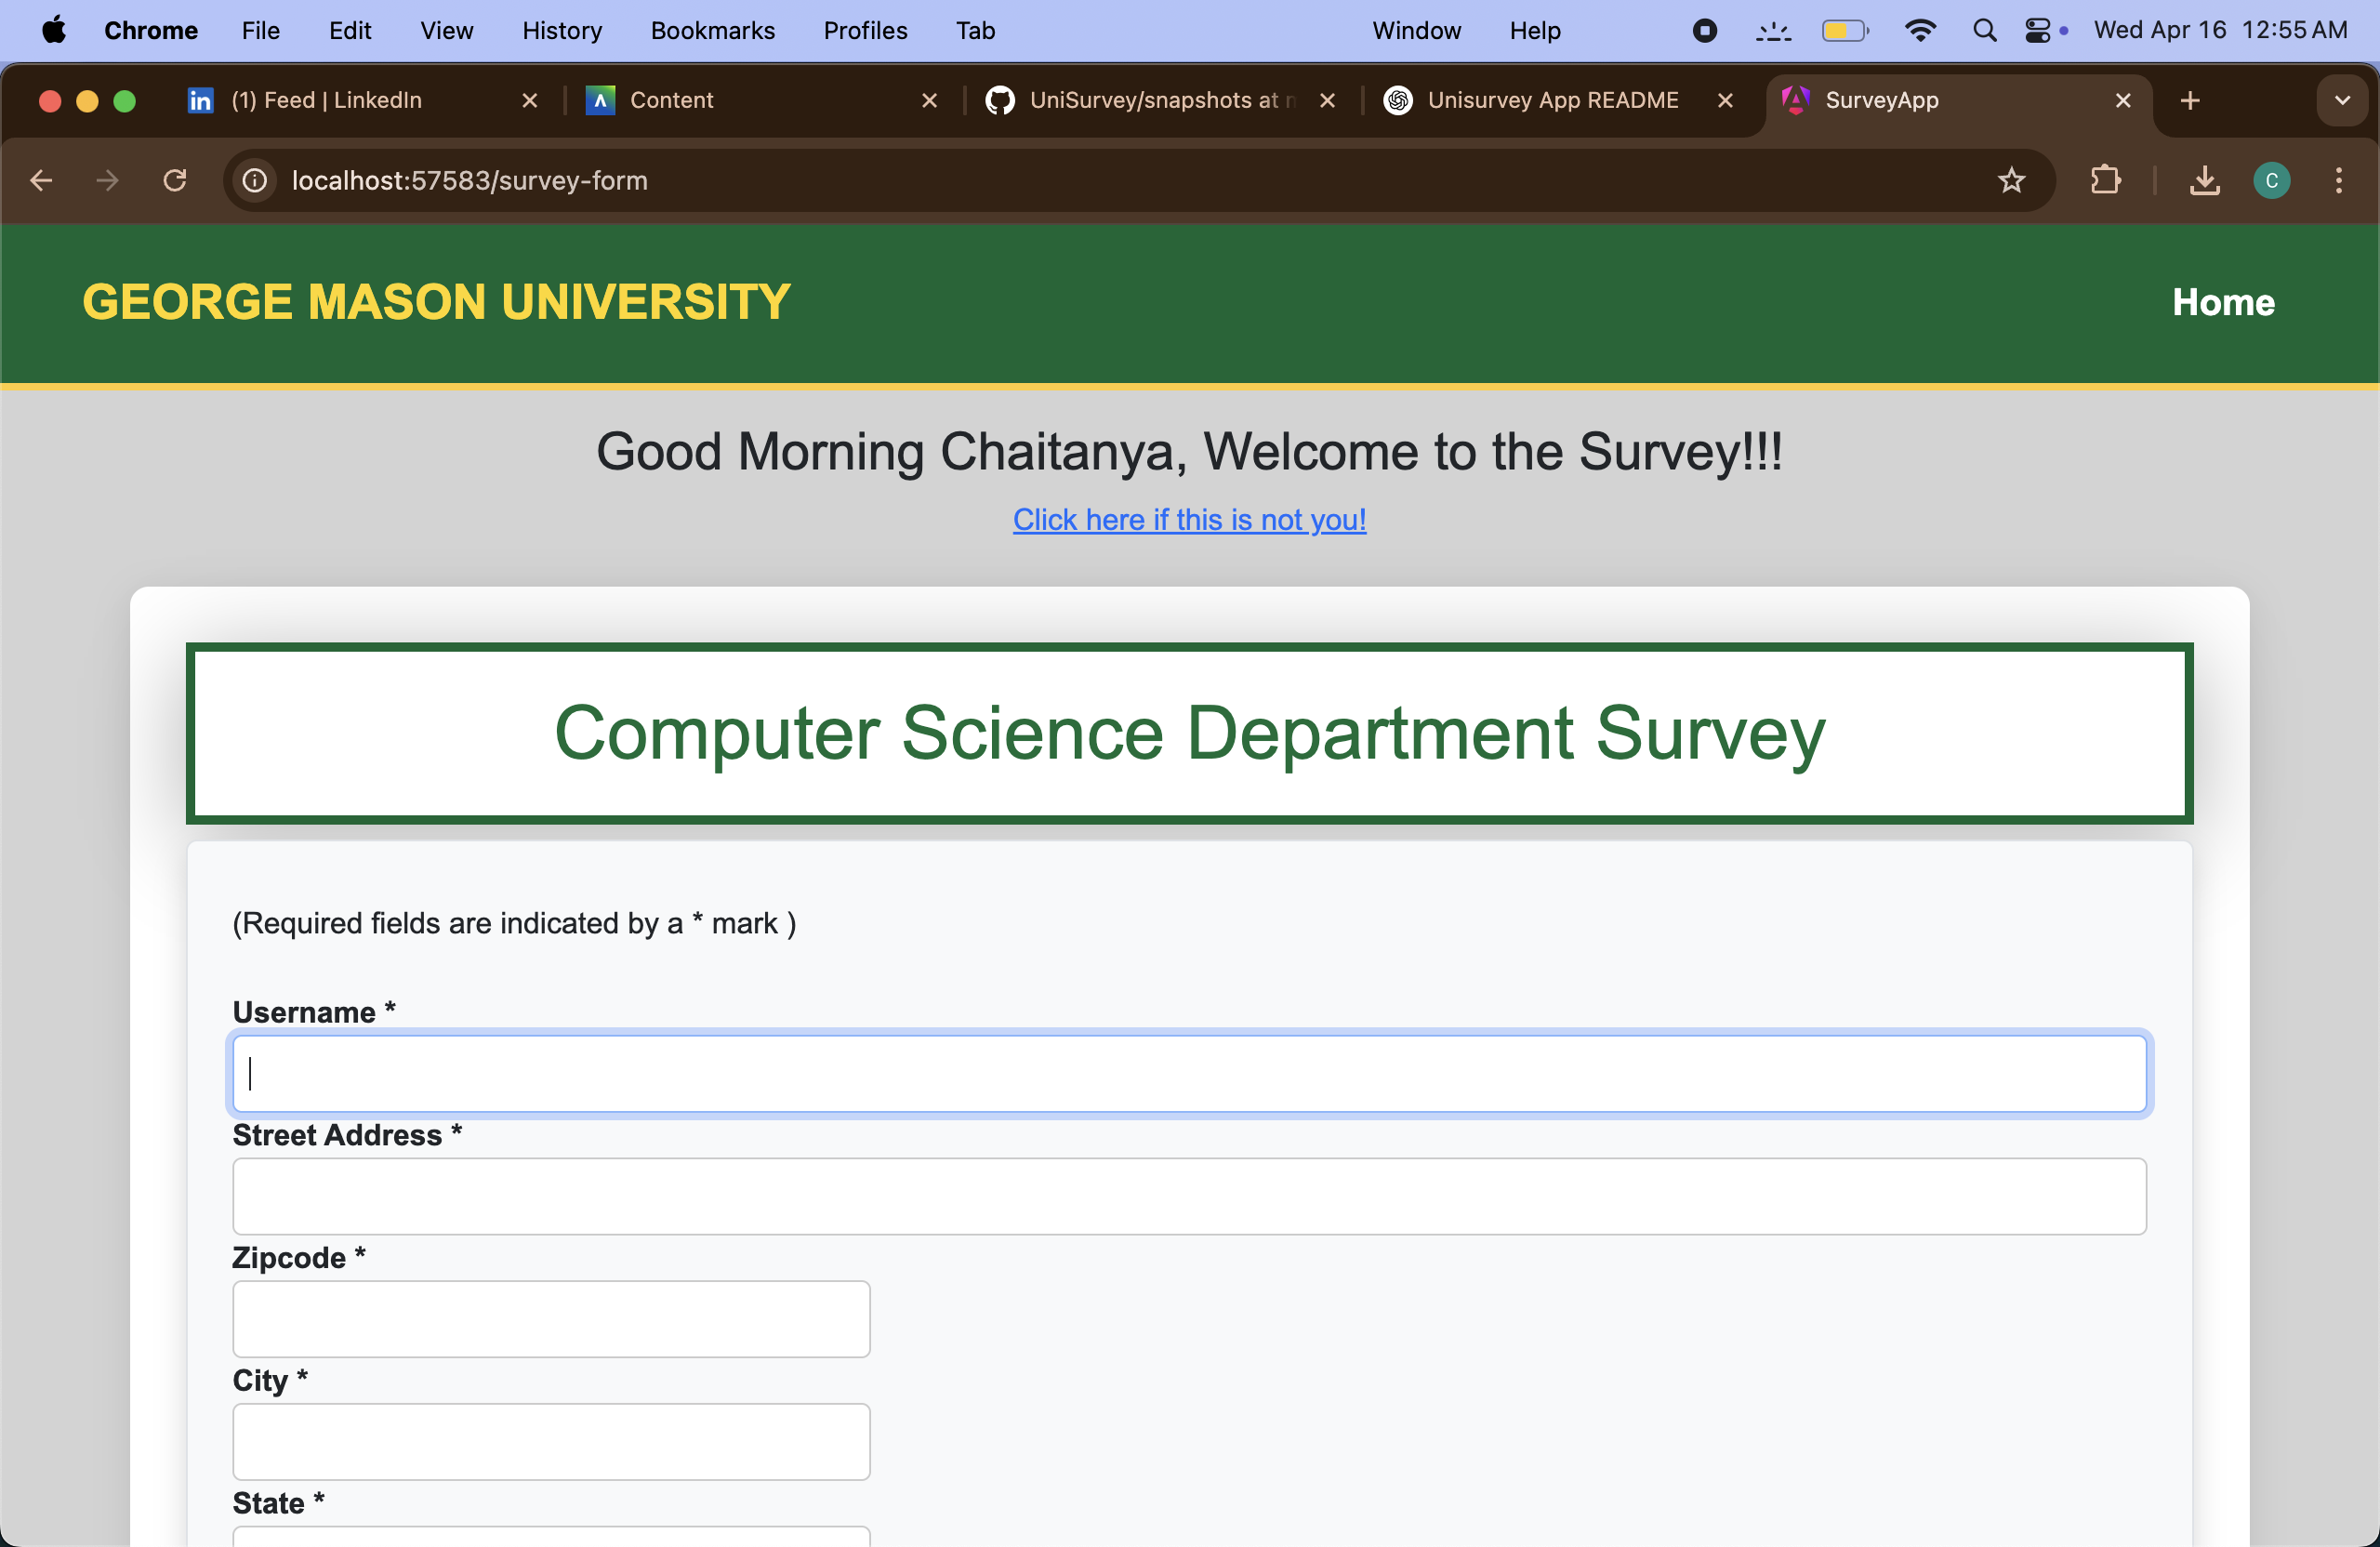 Chrome File Edit View History Bookmarks Profiles Tab Window Help Wed Apr 16 12:55 AM
in (1) Feed | LinkedIn Content UniSurvey/snapshots at Unisurvey App README SurveyApp
localhost:57583/survey-form C
GEORGE MASON UNIVERSITY Home
Good Morning Chaitanya, Welcome to the Survey!!!
Click here if this is not you!
Computer Science Department Survey
(Required fields are indicated by a * mark )
Username *
Street Address *
Zipcode *
City *
State *